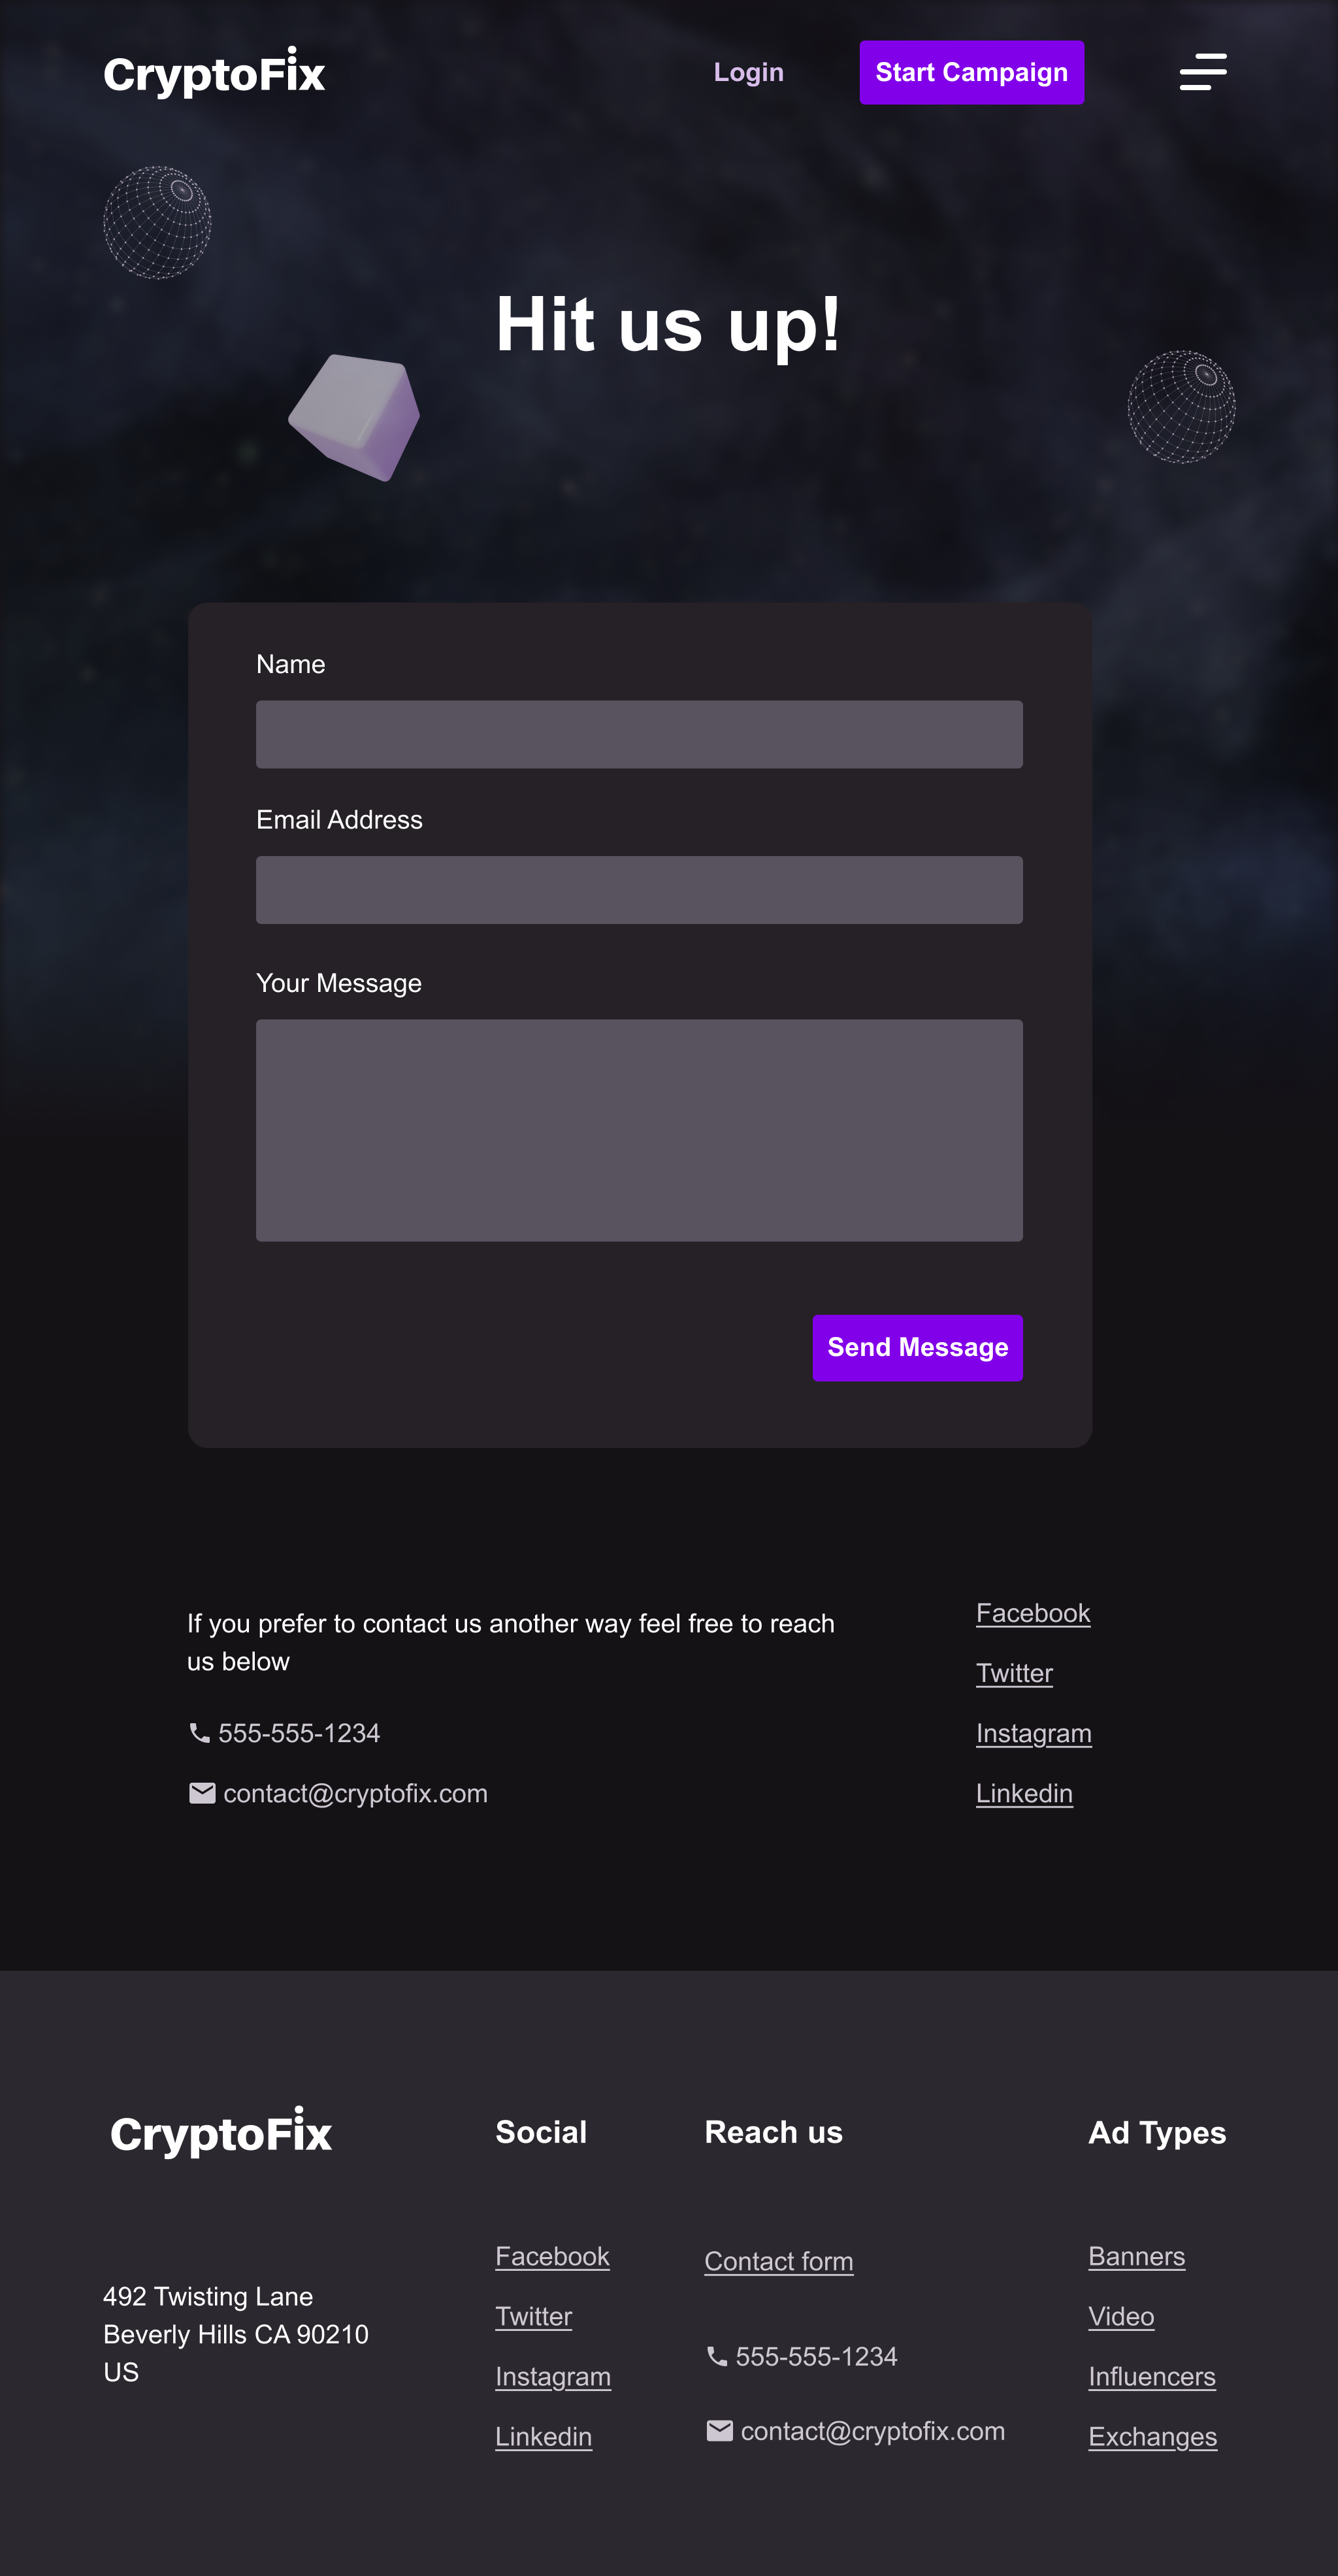 CryptoFix
Login
Start Campaign
Hit us up!
Name
Email Address
Your Message
Send Message
If you prefer to contact us another way feel free to reach
us below
555-555-1234
contact@cryptofix.com
Facebook
Twitter
Instagram
Linkedin
CryptoFix
492 Twisting Lane
Beverly Hills CA 90210
US
Social
Facebook
Twitter
Instagram
Linkedin
Reach us
Contact form
555-555-1234
contact@cryptofix.com
Ad Types
Banners
Video
Influencers
Exchanges